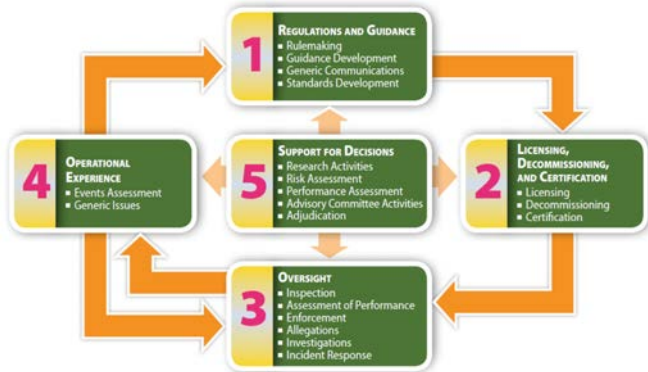 1
REGULATIONS AND GUIDANCE
▪ Rulemaking
▪ Guidance Development
▪ Generic Communications
▪ Standards Development
4
OPERATIONAL
EXPERIENCE
▪ Events Assessment
▪ Generic Issues
5
SUPPORT FOR DECISIONS
▪ Research Activities
▪ Risk Assessment
▪ Performance Assessment
▪ Advisory Committee Activities
▪ Adjudication
2
LICENSING,
DECOMMISSIONING,
AND CERTIFICATION
▪ Licensing
▪ Decommissioning
▪ Certification
3
OVERSIGHT
▪ Inspection
▪ Assessment of Performance
▪ Enforcement
▪ Allegations
▪ Investigations
▪ Incident Response